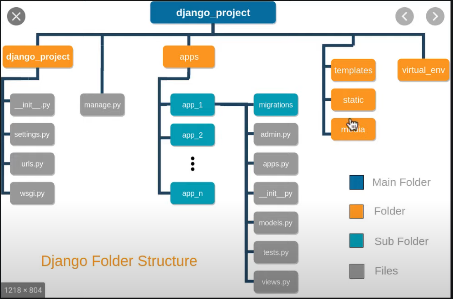 django_project
django_project
apps
templates
virtual_env
__init__.py
manage.py
app_1
migrations
static
settings.py
app_2
admin.py
media
urls.py
apps.py
wsgi.py
app_n
__init__.py
models.py
tests.py
views.py
Main Folder
Folder
Sub Folder
Files
Django Folder Structure
1218 × 804